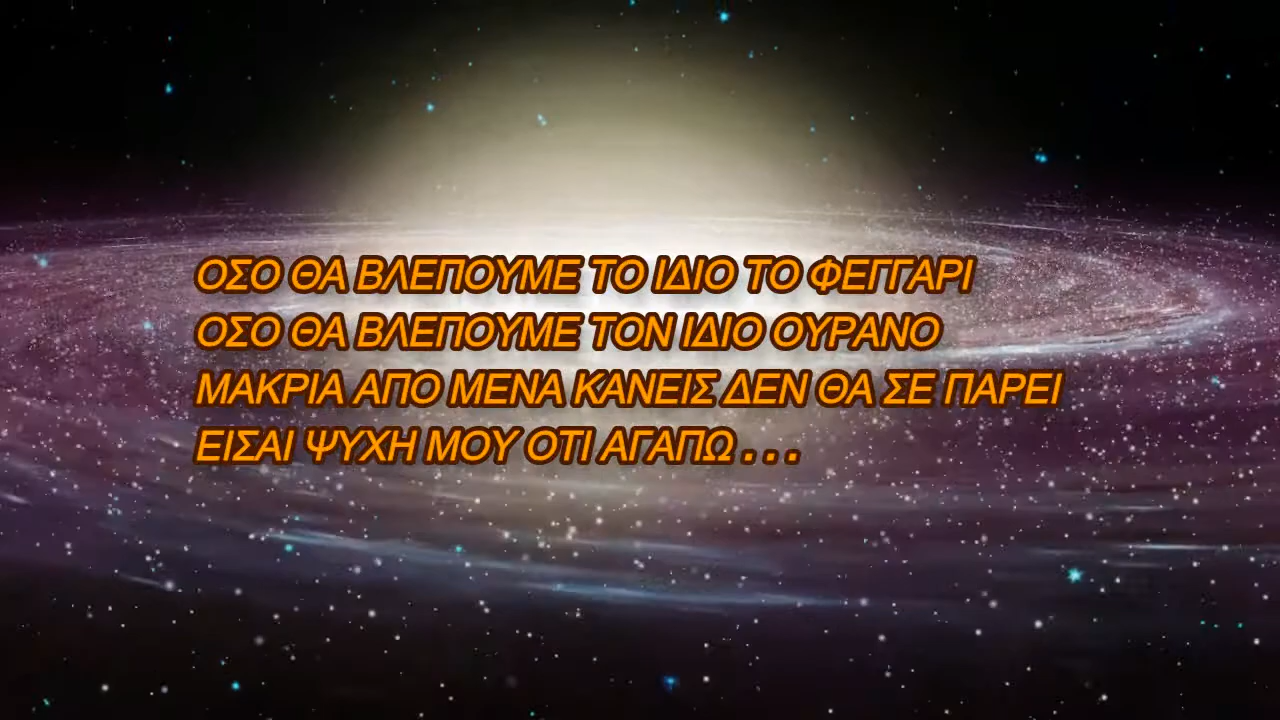 ΟΣΟ ΘΑ ΒΛΕΠΟΥΜΕ ΤΟ ΙΔΙΟ ΤΟ ΦΕΓΓΑΡΙ
ΟΣΟ ΘΑ ΒΛΕΠΟΥΜΕ ΤΟΝ ΙΔΙΟ ΟΥΡΑΝΟ
ΜΑΚΡΙΑ ΑΠΟ ΜΕΝΑ ΚΑΝΕΙΣ ΔΕΝ ΘΑ ΣΕ ΠΑΡΕΙ
ΕΙΣΑΙ ΨΥΧΗ ΜΟΥ ΟΤΙ ΑΓΑΠΩ . . .